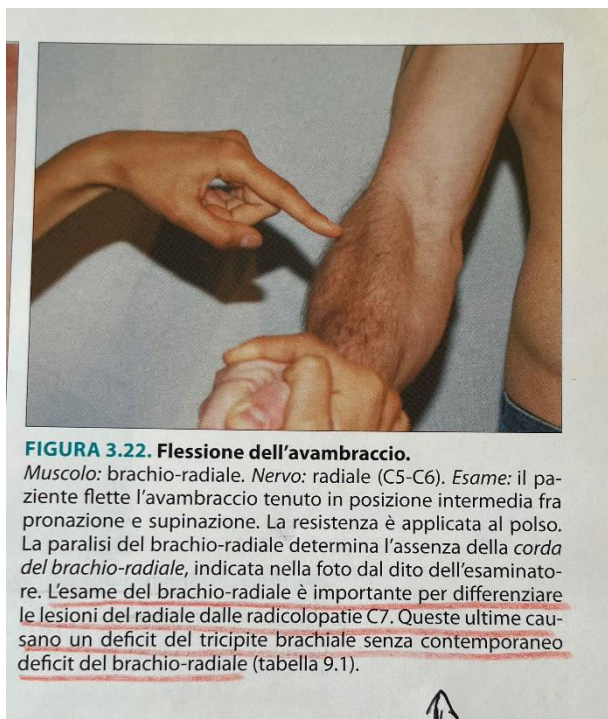 FIGURA 3.22. Flessione dell'avambraccio.
Muscolo: brachio-radiale. Nervo: radiale (C5-C6). Esame: il pa-
ziente flette l'avambraccio tenuto in posizione intermedia fra
pronazione e supinazione. La resistenza è applicata al polso.
La paralisi del brachio-radiale determina l'assenza della corda
del brachio-radiale, indicata nella foto dal dito dell'esaminato-
re. L'esame del brachio-radiale è importante per differenziare
le lesioni del radiale dalle radicolopatie C7. Queste ultime cau-
sano un deficit del tricipite brachiale senza contemporaneo
deficit del brachio-radiale (tabella 9.1).